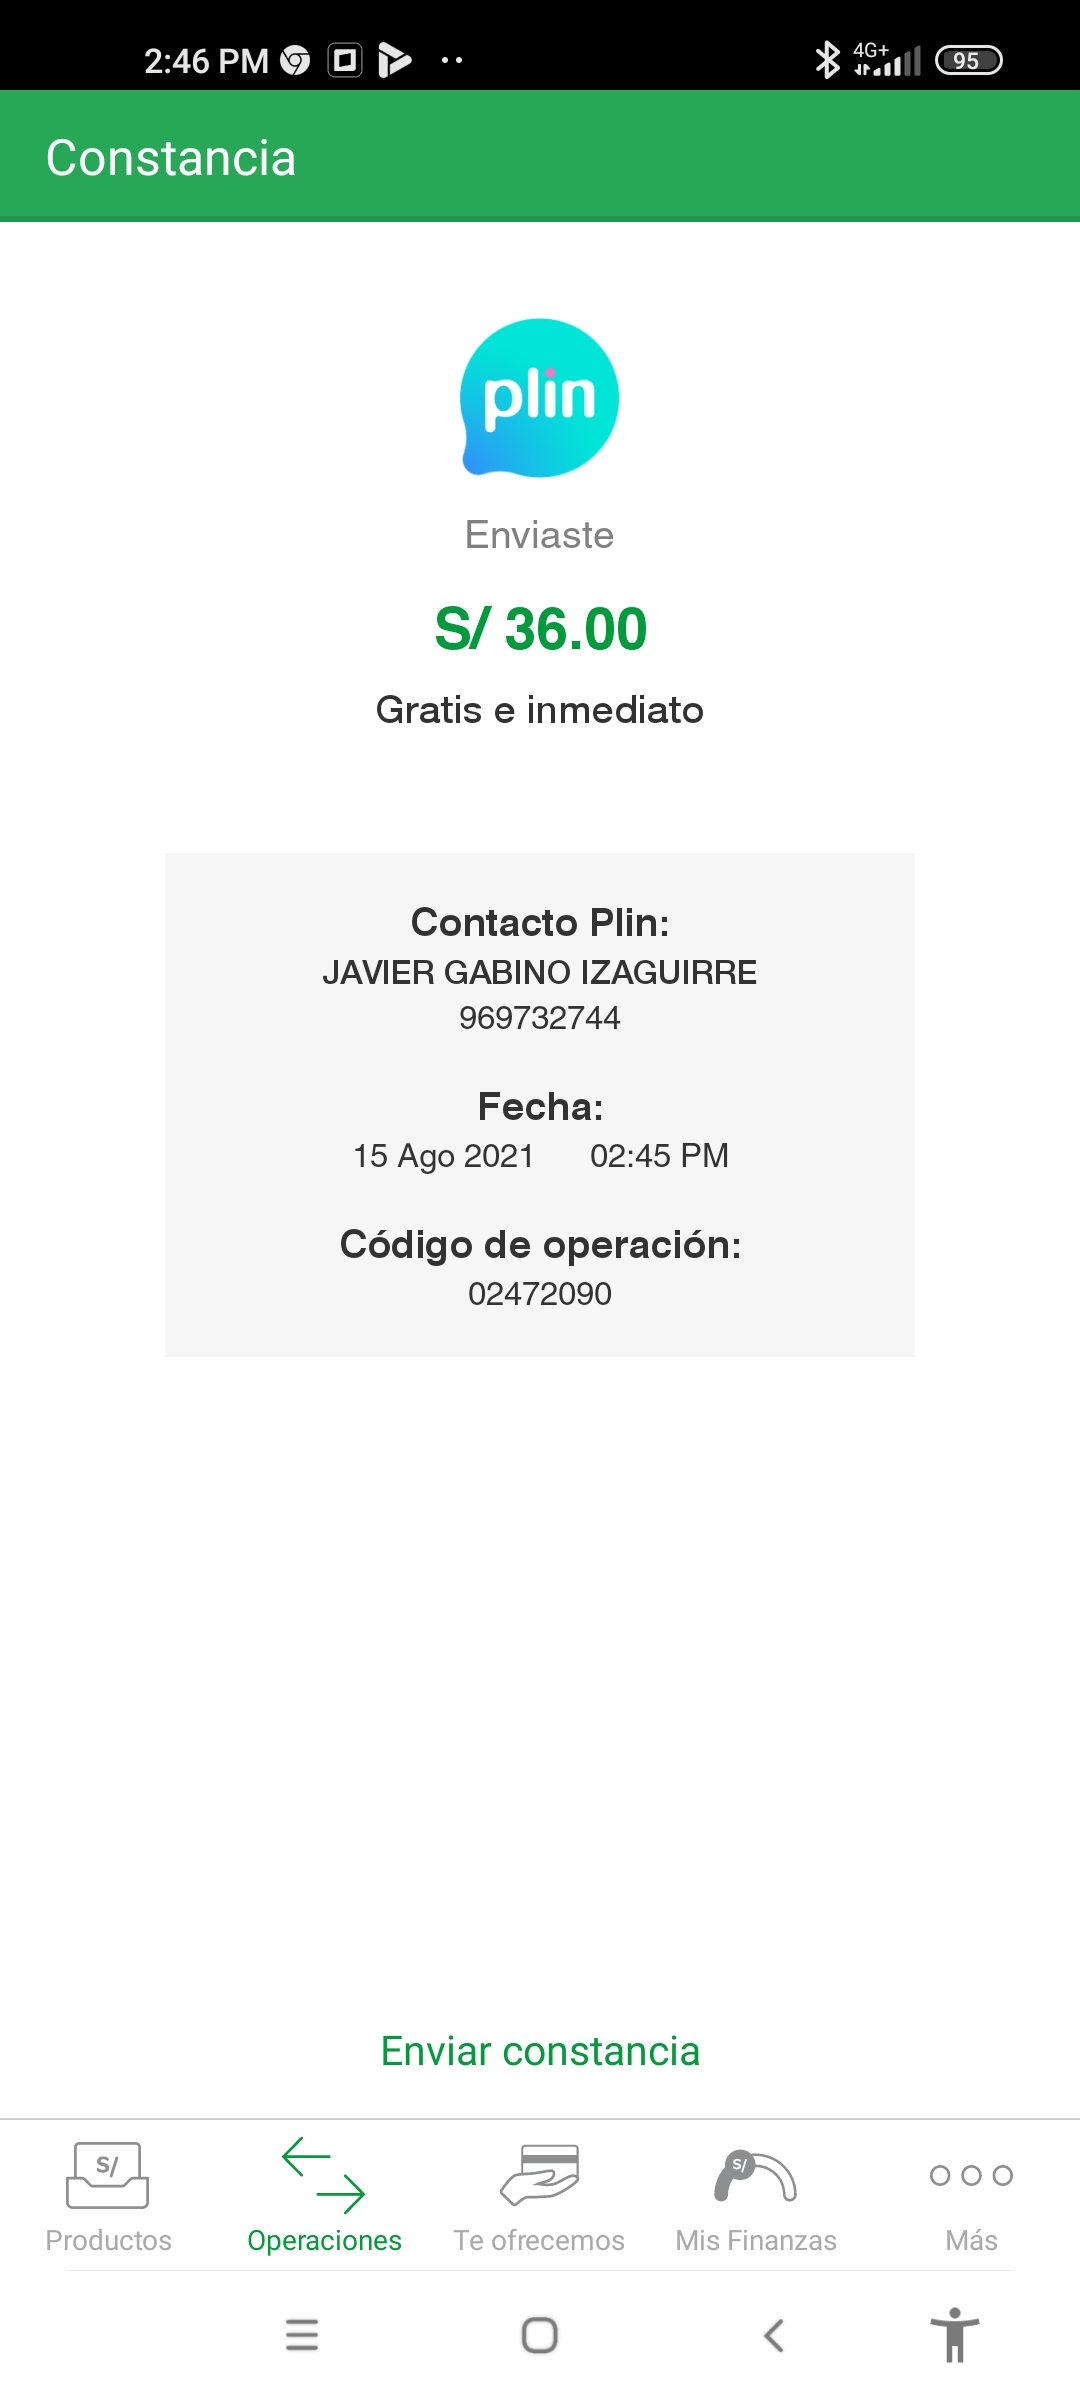 2:46 PM
4G+
95
Constancia
plin
Enviaste
S/ 36.00
Gratis e inmediato
Contacto Plin:
JAVIER GABINO IZAGUIRRE
969732744
Fecha:
15 Ago 2021 02:45 PM
Código de operación:
02472090
Enviar constancia
S/
S/
Productos
Operaciones
Te ofrecemos
Mis Finanzas
Más